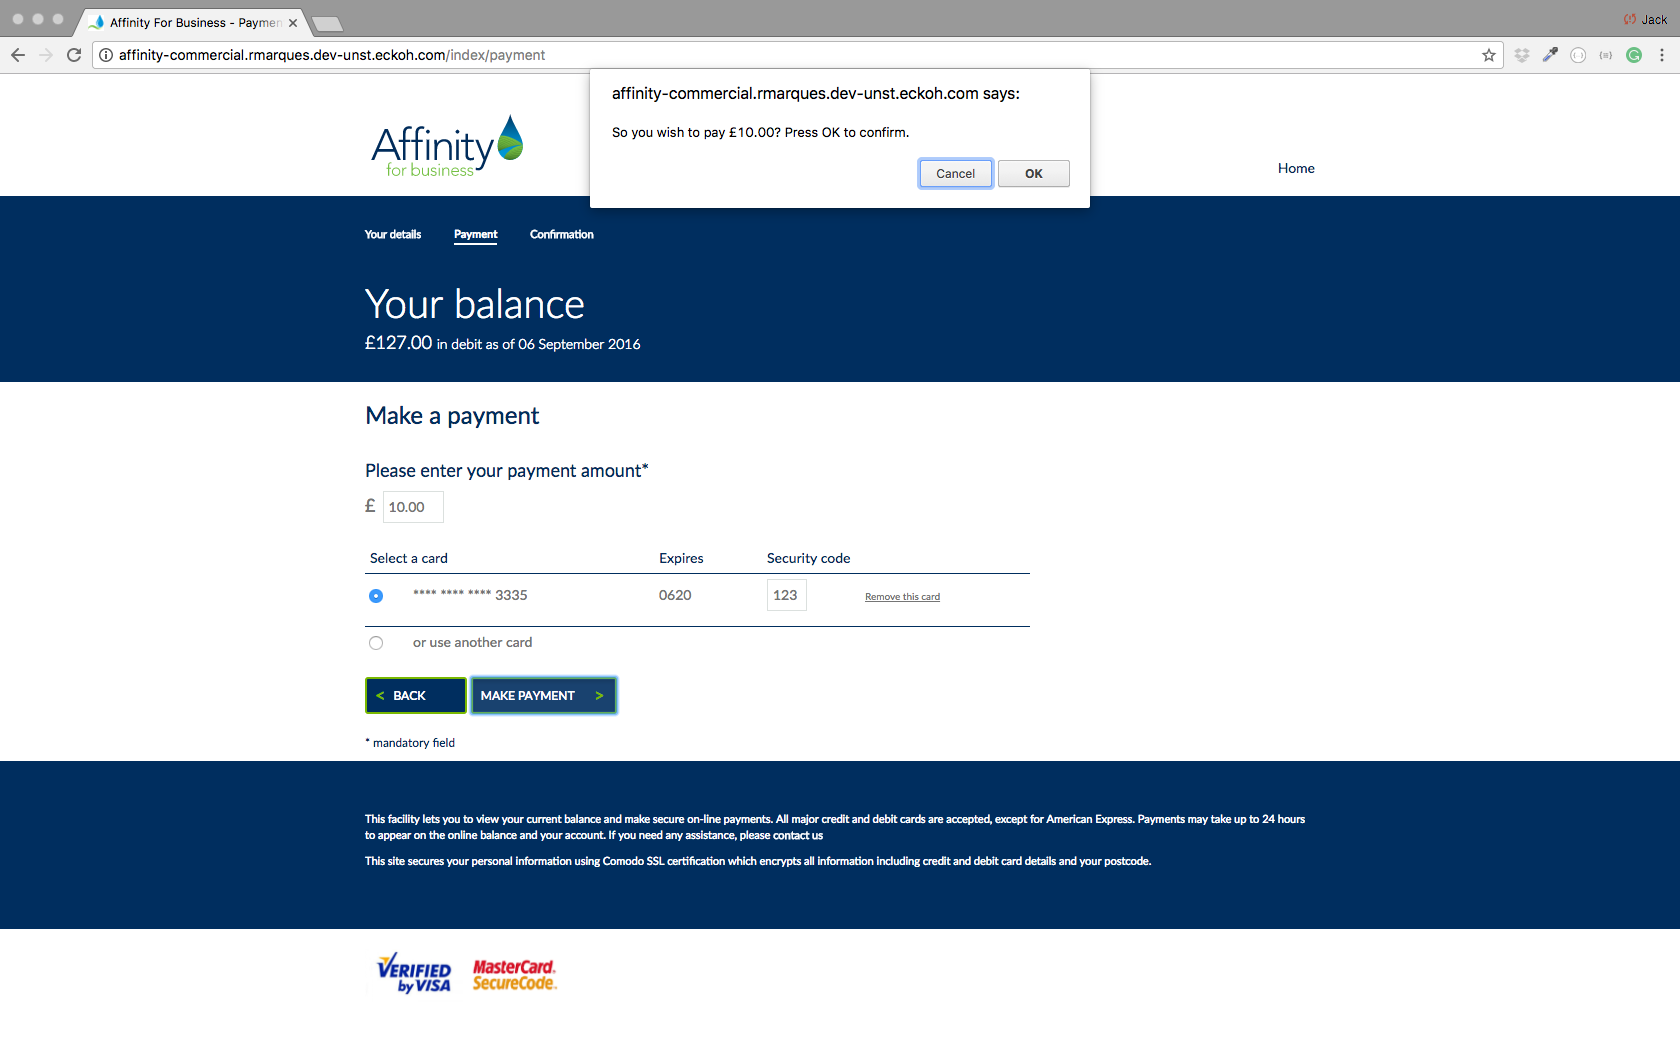 Affinity For Business - Paymen
Jack
affinity-commercial.rmarques.dev-unst.eckoh.com/index/payment
affinity-commercial.rmarques.dev-unst.eckoh.com says:
So you wish to pay £10.00? Press OK to confirm.
Cancel
OK
Affinity
for business
Home
Your details
Payment
Confirmation
Your balance
£127.00 in debit as of 06 September 2016
Make a payment
Please enter your payment amount*
£ 10.00
Select a card Expires Security code
**** **** **** 3335 0620 123 Remove this card
or use another card
< BACK
MAKE PAYMENT >
* mandatory field
This facility lets you to view your current balance and make secure on-line payments. All major credit and debit cards are accepted, except for American Express. Payments may take up to 24 hours
to appear on the online balance and your account. If you need any assistance, please contact us
This site secures your personal information using Comodo SSL certification which encrypts all information including credit and debit card details and your postcode.
VERIFIED
by VISA
MasterCard.
SecureCode.